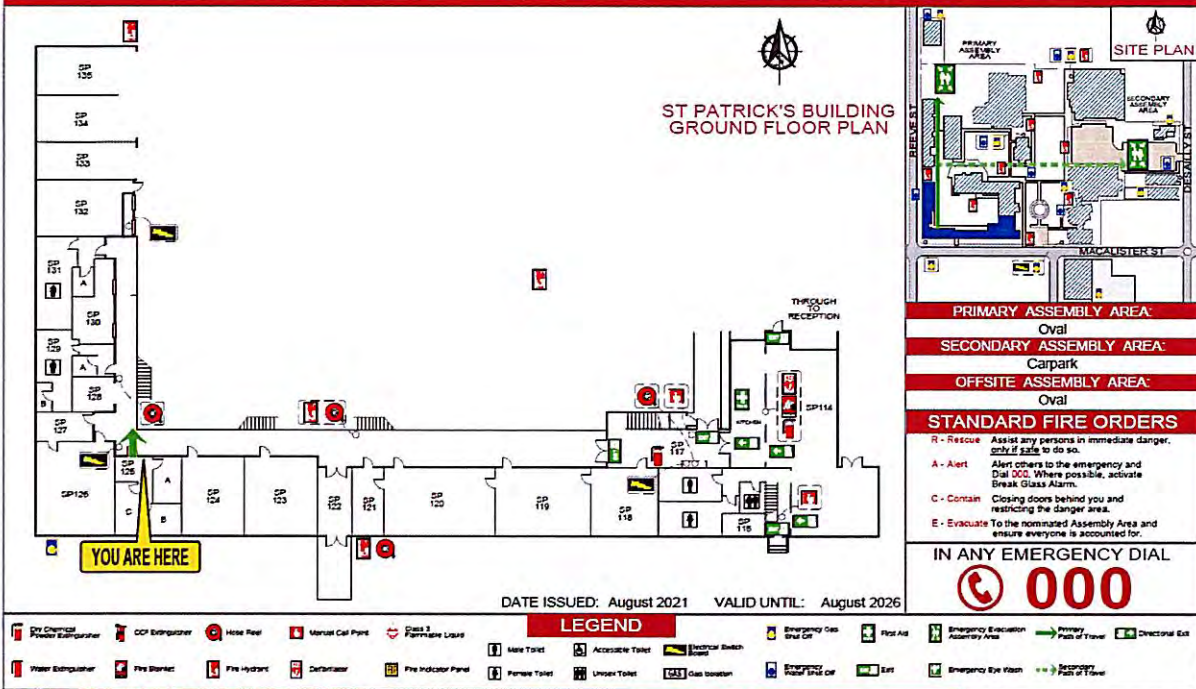 ST PATRICK'S BUILDING
GROUND FLOOR PLAN
SP
135
SP
134
SP
133
SP
132
SP
131
A
SP
130
SP
129
A
SP
128
B
SP
127
SP126
SP
125
A
C
B
SP
124
SP
123
SP
122
SP
121
SP
120
SP
119
SP
118
SP
117
KITCHEN
SP114
THROUGH
TO
RECEPTION
YOU ARE HERE
DATE ISSUED: August 2021 VALID UNTIL: August 2026
SITE PLAN
PRIMARY
ASSEMBLY
AREA
SECONDARY
ASSEMBLY
AREA
REEVE ST
DESAILLY ST
MACALISTER ST
PRIMARY ASSEMBLY AREA:
Oval
SECONDARY ASSEMBLY AREA:
Carpark
OFFSITE ASSEMBLY AREA:
Oval
STANDARD FIRE ORDERS
R - Rescue Assist any persons in immediate danger,
only if safe to do so.
A - Alert Alert others to the emergency and
Dial 000. Where possible, activate
Break Glass Alarm.
C - Contain Closing doors behind you and
restricting the danger area.
E - Evacuate To the nominated Assembly Area and
ensure everyone is accounted for.
IN ANY EMERGENCY DIAL
000
LEGEND
Dry Chemical
Powder Extinguisher
CO2 Extinguisher
Hose Reel
Manual Call Point
Class 3
Flammable Liquid
Water Extinguisher
Fire Blanket
Fire Hydrant
Defibrillator
Fire Indicator Panel
Male Toilet
Accessible Toilet
Electrical Switch
Board
Female Toilet
Unisex Toilet
GAS Gas Isolation
Emergency Gas
Shut Off
First Aid
Emergency Evacuation
Assembly Area
Primary
Path of Travel
Directional Exit
Emergency
Water Shut Off
Exit
Emergency Eye Wash
Secondary
Path of Travel